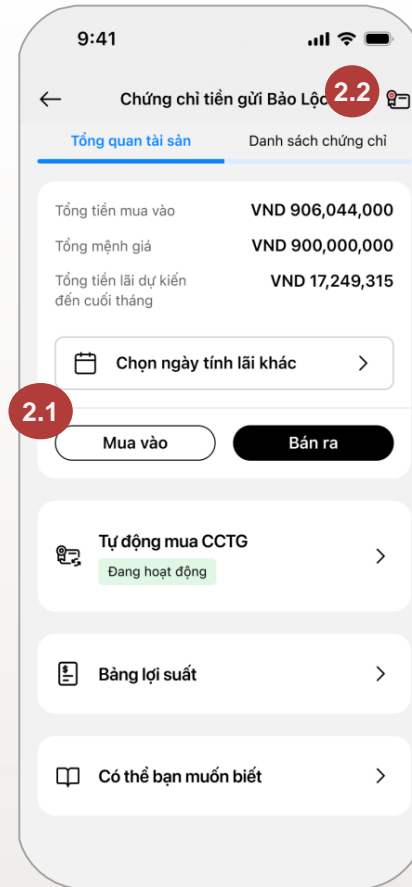 9:41
Chứng chỉ tiền gửi Bảo Lộc
2.2
Tổng quan tài sản Danh sách chứng chỉ
Tổng tiền mua vào VND 906,044,000
Tổng mệnh giá VND 900,000,000
Tổng tiền lãi dự kiến VND 17,249,315
đến cuối tháng
Chọn ngày tính lãi khác
2.1
Mua vào Bán ra
Tự động mua CCTG
Đang hoạt động
Bảng lợi suất
Có thể bạn muốn biết